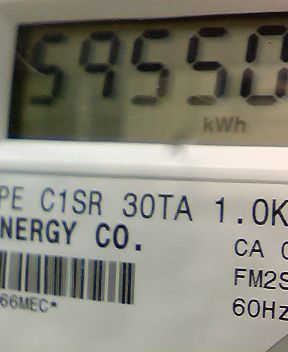 59550
kWh
PE C1SR 30TA 1.0K
NERGY CO.
CA
FM2S
66MEC*
60Hz